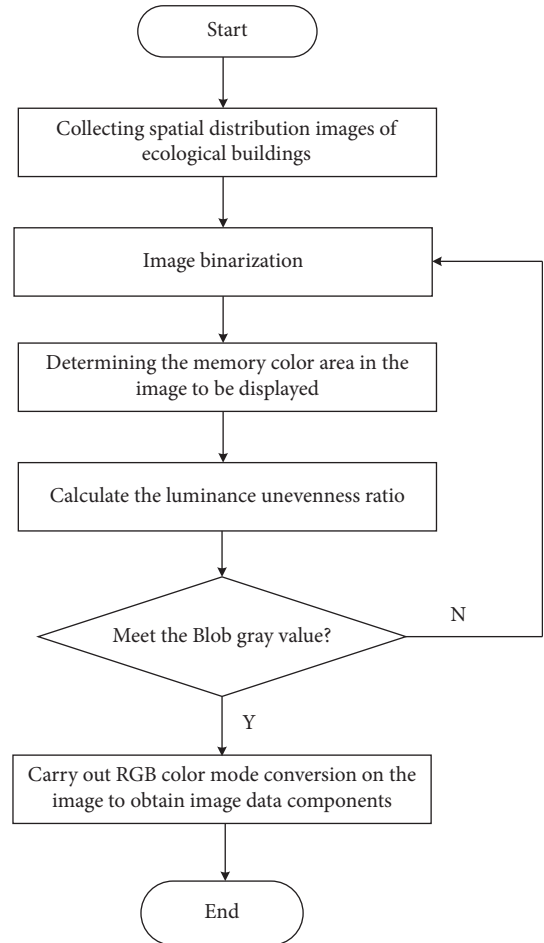 Start
Collecting spatial distribution images of
ecological buildings
Image binarization
Determining the memory color area in the
image to be displayed
Calculate the luminance unevenness ratio
Meet the Blob gray value?
N
Y
Carry out RGB color mode conversion on the
image to obtain image data components
End